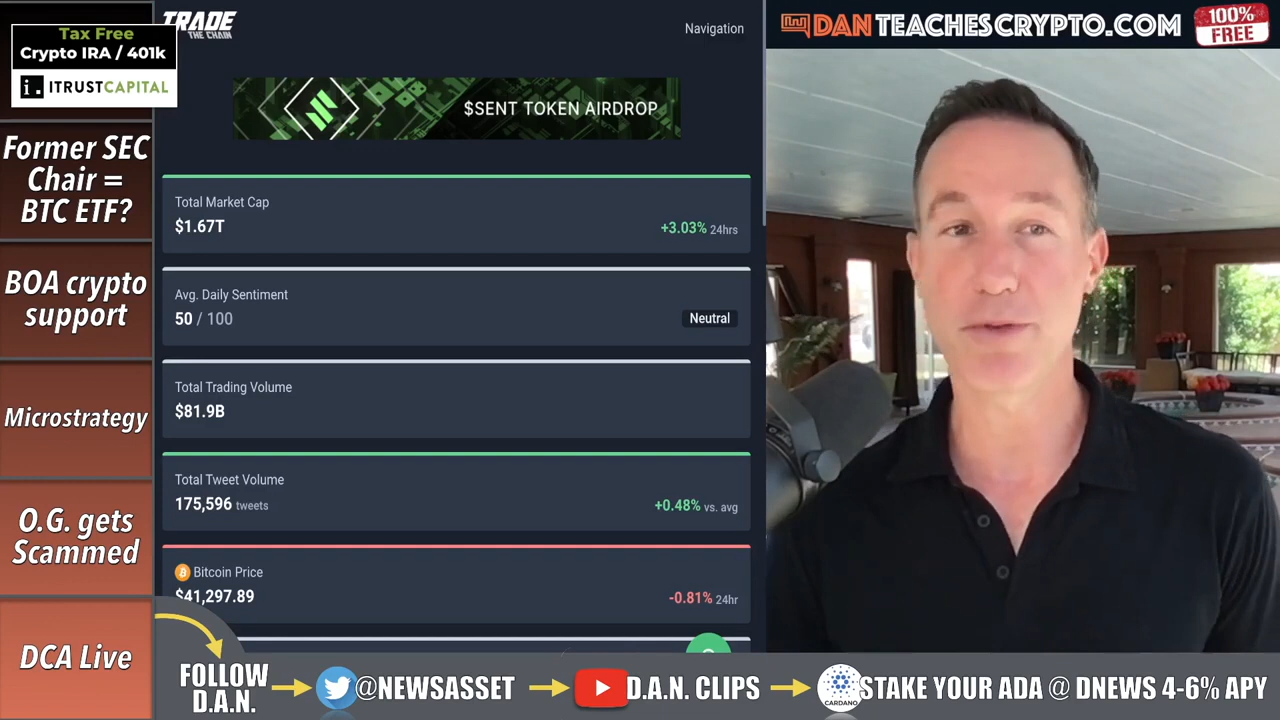 Tax Free
Crypto IRA / 401k
i. ITRUSTCAPITAL
Former SEC
Chair =
BTC ETF?
BOA crypto
support
Microstrategy
O.G. gets
Scammed
DCA Live
TRADE
THE CHAIN
Navigation
$SENT TOKEN AIRDROP
Total Market Cap
$1.67T
+3.03% 24hrs
Avg. Daily Sentiment
50 / 100
Neutral
Total Trading Volume
$81.9B
Total Tweet Volume
175,596 tweets
+0.48% vs. avg
Bitcoin Price
$41,297.89
-0.81% 24hr
DANTEACHESCRYPTO.COM
100%
FREE
FOLLOW
D.A.N.
@NEWSASSET
D.A.N. CLIPS
CARDANO
STAKE YOUR ADA @ DNEWS 4-6% APY